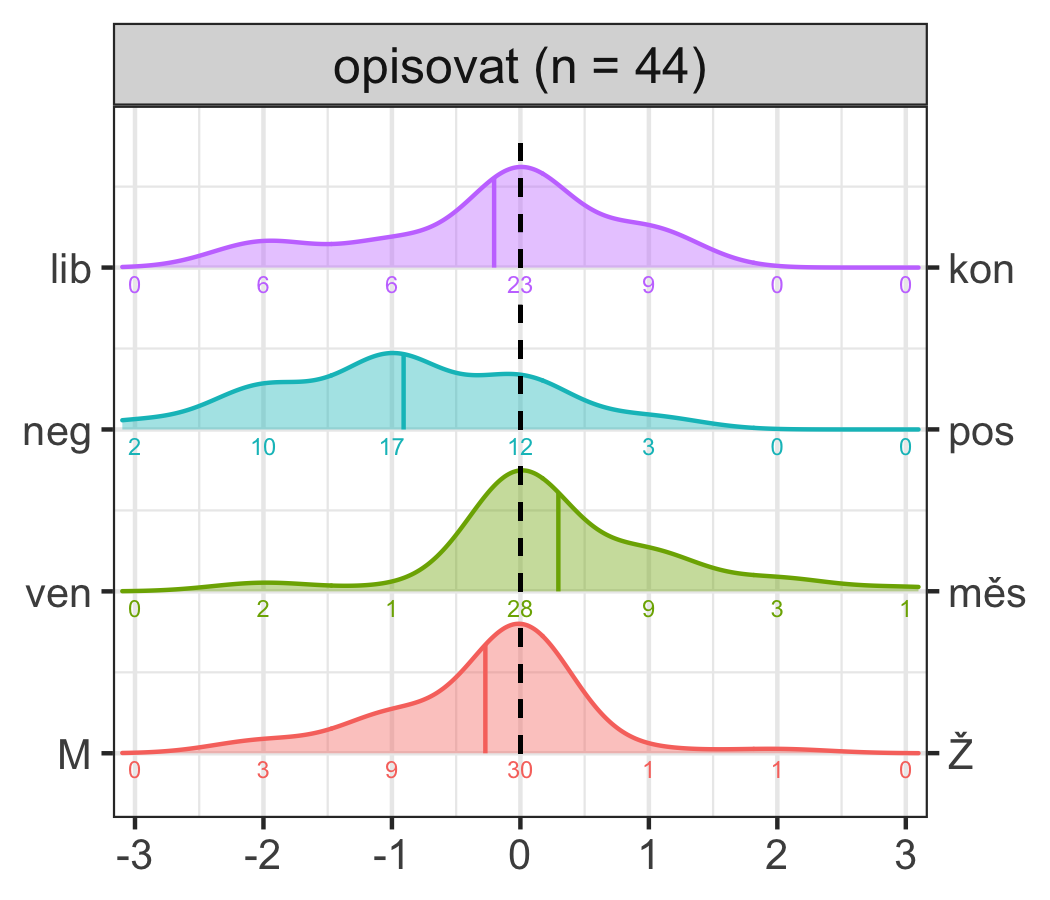 opisovat (n = 44)
lib kon
0 6 6 23 9 0 0
neg pos
2 10 17 12 3 0 0
ven měs
0 2 1 28 9 3 1
M Ž
0 3 9 30 1 1 0
-3 -2 -1 0 1 2 3